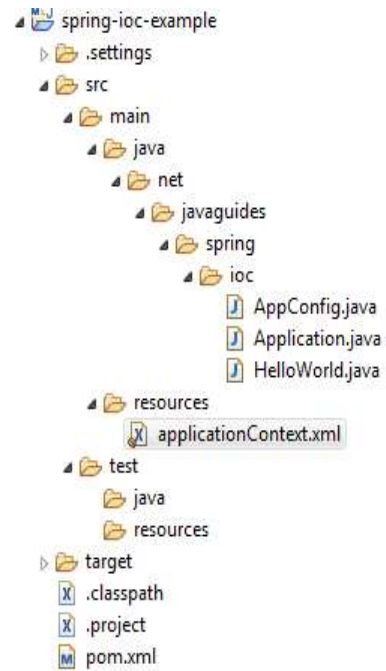 spring-ioc-example
.settings
src
main
java
net
javaguides
spring
ioc
AppConfig.java
Application.java
HelloWorld.java
resources
applicationContext.xml
test
java
resources
target
.classpath
.project
pom.xml